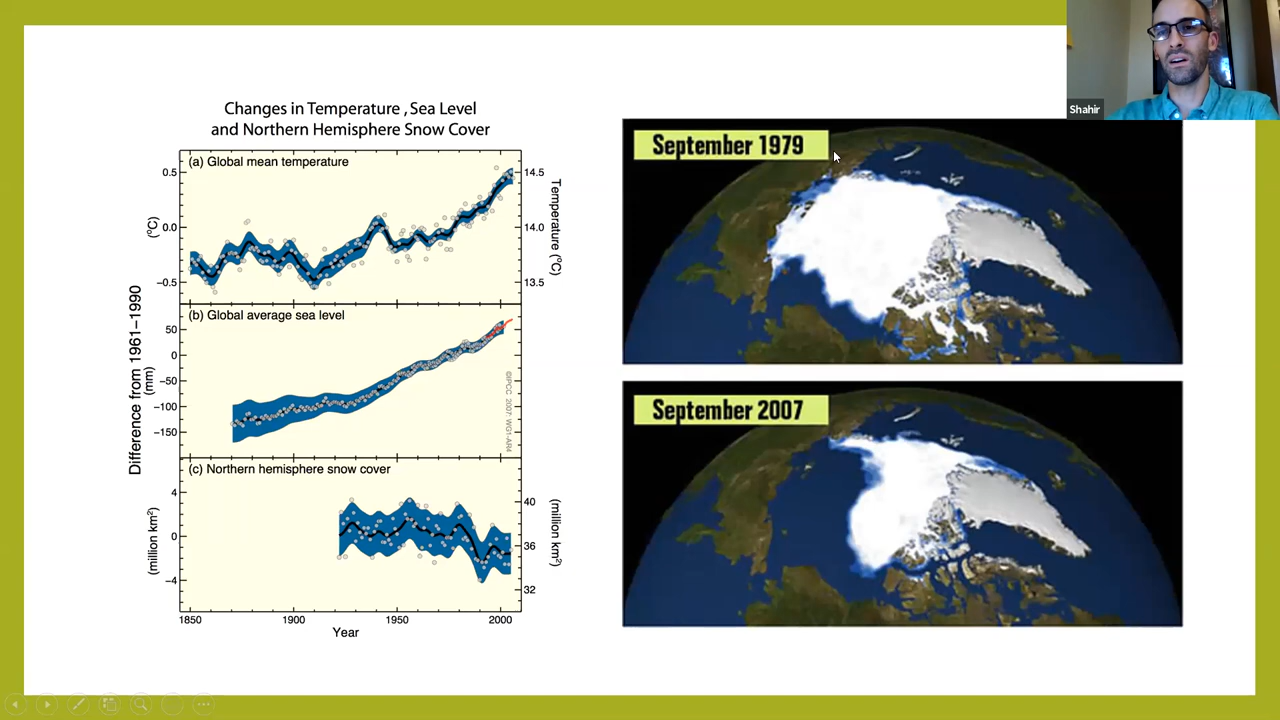 Changes in Temperature , Sea Level
and Northern Hemisphere Snow Cover
(a) Global mean temperature
0.5
0.0
−0.5
(°C)
14.5
14.0
13.5
Temperature (°C)
(b) Global average sea level
50
0
−50
−100
−150
Difference from 1961–1990
(mm)
©IPCC 2007: WG1-AR4
(c) Northern hemisphere snow cover
4
0
−4
(million km²)
40
36
32
(million km²)
1850 1900 1950 2000
Year
September 1979
September 2007
Shahir